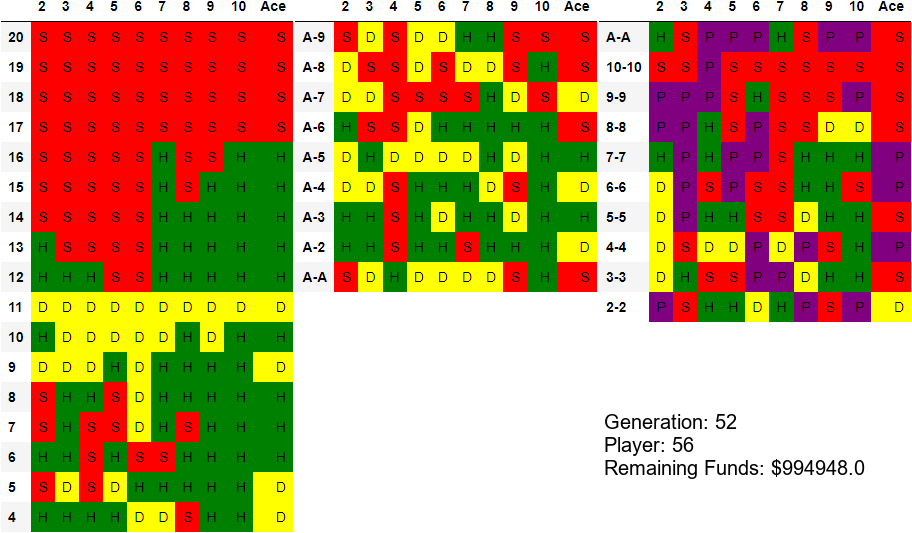 2 3 4 5 6 7 8 9 10 Ace
20 S S S S S S S S S S
19 S S S S S S S S S S
18 S S S S S S S S S S
17 S S S S S S S S S S
16 S S S S S H S S H H
15 S S S S S H S H H H
14 S S S S S H H H H H
13 H S S S S H H H H H
12 H H H S S H H H H H
11 D D D D D D D D D D
10 H D D D D D H D H H
9 D D D H D H H H H D
8 S H H S D H H H H H
7 S H S S D H S H H H
6 H H S H S S H H H H
5 S D S D H H H H H D
4 H H H H D D S H H D
2 3 4 5 6 7 8 9 10 Ace
A-9 S D S D D H H S S S
A-8 D S S D S D D S H S
A-7 D D S S S S H D S D
A-6 H S S D H H H H H S
A-5 D H D D D D H D H H
A-4 D D S H H H D S H D
A-3 H H S H D H H D H H
A-2 H H S H H S H H H D
A-A S D H D D D D S H S
2 3 4 5 6 7 8 9 10 Ace
A-A H S P P P H S P P S
10-10 S S P S S S S S S S
9-9 P P P S H S S S P S
8-8 P P H S P S S D D S
7-7 H P H P P S H H H P
6-6 D P S P S S H H S P
5-5 D P H H S S D H H S
4-4 D S D D P D P S H P
3-3 D H S S P P D H H S
2-2 P S H H D H P S P D
Generation: 52
Player: 56
Remaining Funds: $994948.0